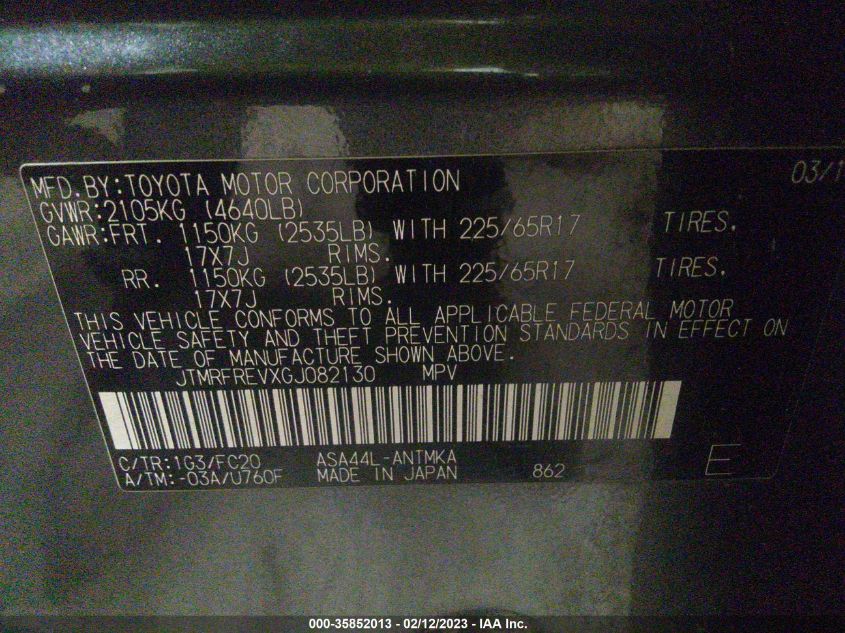 03/1
MFD.BY:TOYOTA MOTOR CORPORATION
GVWR:2105KG (4640LB)
GAWR:FRT. 1150KG (2535LB) WITH 225/65R17 TIRES.
17X7J RIMS.
RR. 1150KG (2535LB) WITH 225/65R17 TIRES.
17X7J RIMS.
THIS VEHICLE CONFORMS TO ALL APPLICABLE FEDERAL MOTOR
VEHICLE SAFETY AND THEFT PREVENTION STANDARDS IN EFFECT ON
THE DATE OF MANUFACTURE SHOWN ABOVE.
JTMRFREVXGJ082130 MPV
C/TR:1G3/FC20 ASA44L-ANTMKA
A/TM:-03A/U760F MADE IN JAPAN 862 E
000-35852013 - 02/12/2023 - IAA Inc.